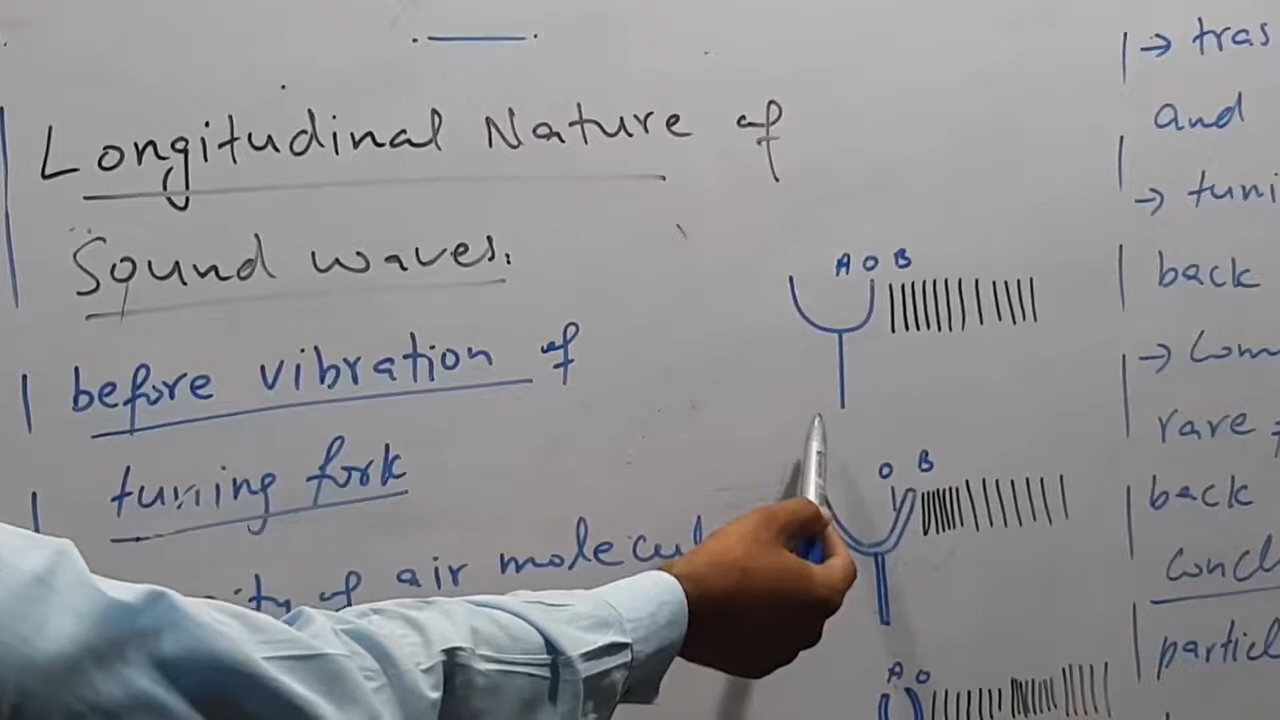 Longitudinal Nature of
Sound waves.
before vibration of
tuning fork
of air
A O B
O B
A O
→ tras
and
→ tuni
back
→ Com
rare
back
Concl
particl